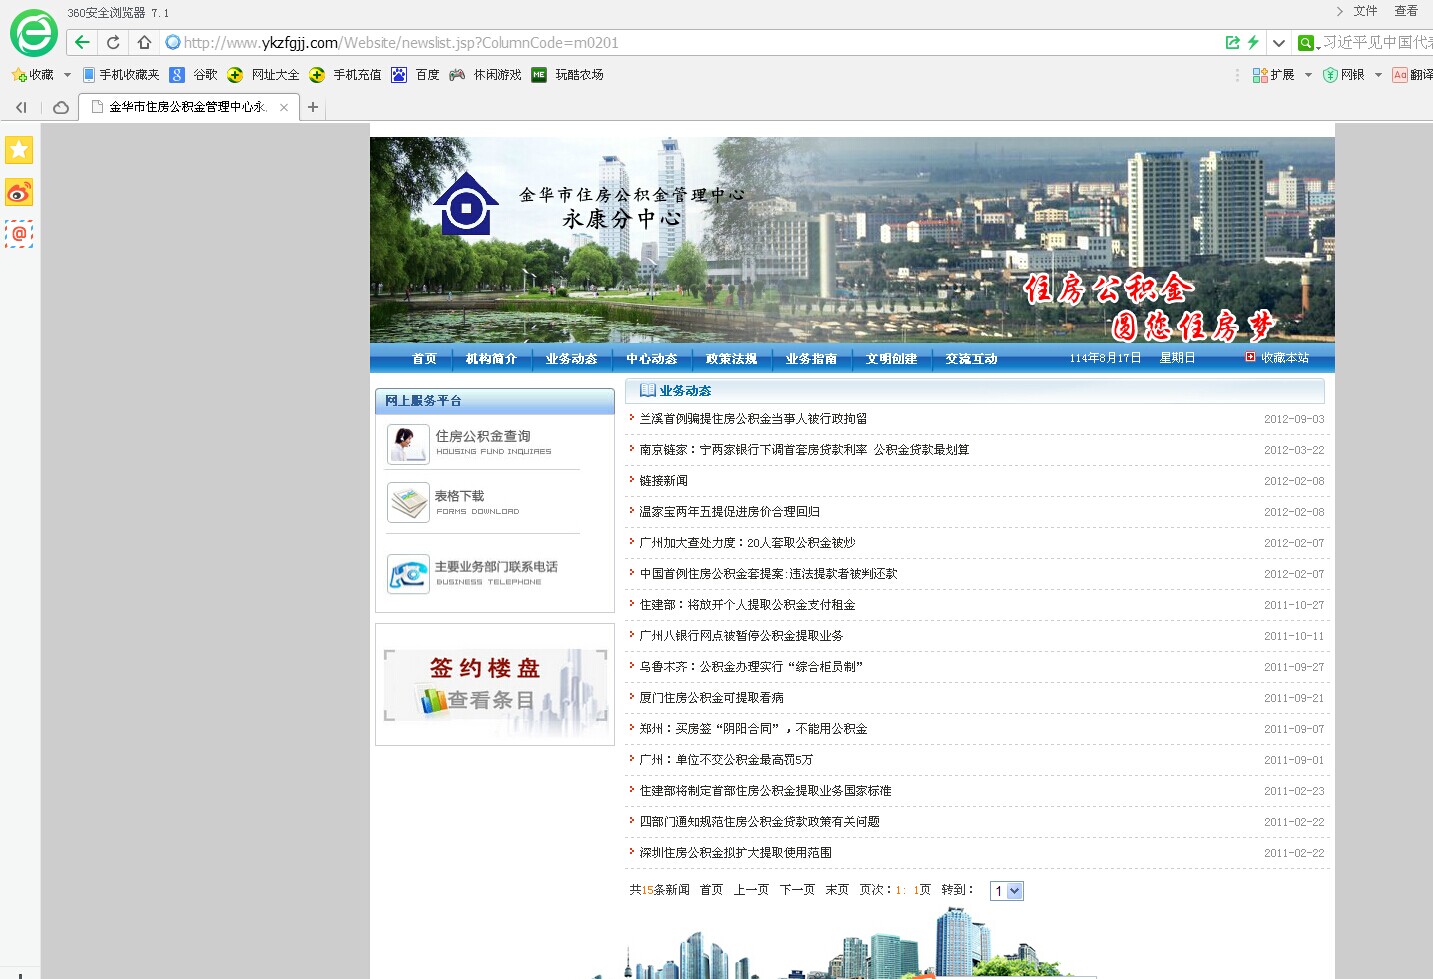 360安全浏览器 7.1
文件 查看
http://www.ykzfgjj.com/Website/newslist.jsp?ColumnCode=m0201
习近平见中国代表
收藏 手机收藏夹 谷歌 网址大全 手机充值 百度 休闲游戏 玩酷农场 扩展 网银 翻译
金华市住房公积金管理中心永
金华市住房公积金管理中心
永康分中心
住房公积金
圆您住房梦
首页 机构简介 业务动态 中心动态 政策法规 业务指南 文明创建 交流互动 114年8月17日 星期日 收藏本站
网上服务平台
住房公积金查询
HOUSING FUND INQUIRES
表格下载
FORMS DOWNLOAD
主要业务部门联系电话
BUSINESS TELEPHONE
签约楼盘
查看条目
业务动态
兰溪首例骗提住房公积金当事人被行政拘留 2012-09-03
南京链家：宁两家银行下调首套房贷款利率 公积金贷款最划算 2012-03-22
链接新闻 2012-02-08
温家宝两年五提促进房价合理回归 2012-02-08
广州加大查处力度：20人套取公积金被炒 2012-02-07
中国首例住房公积金套提案:违法提款者被判还款 2012-02-07
住建部：将放开个人提取公积金支付租金 2011-10-27
广州八银行网点被暂停公积金提取业务 2011-10-11
乌鲁木齐：公积金办理实行“综合柜员制” 2011-09-27
厦门住房公积金可提取看病 2011-09-21
郑州：买房签“阴阳合同”，不能用公积金 2011-09-07
广州：单位不交公积金最高罚5万 2011-09-01
住建部将制定首部住房公积金提取业务国家标准 2011-02-23
四部门通知规范住房公积金贷款政策有关问题 2011-02-22
深圳住房公积金拟扩大提取使用范围 2011-02-22
共15条新闻 首页 上一页 下一页 末页 页次：1: 1页 转到： 1